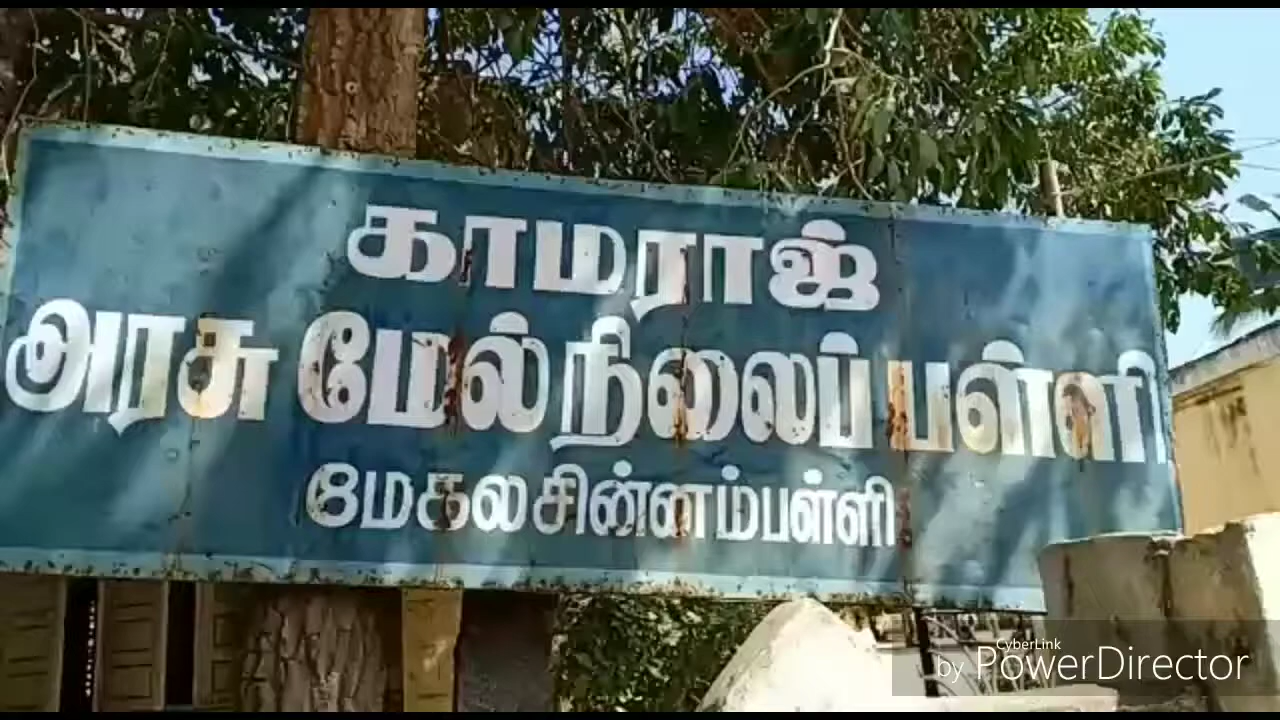 காமராஜ்
அரசு மேல்நிலைப் பள்ளி
மேகலசின்னம்பள்ளி
CyberLink
by PowerDirector